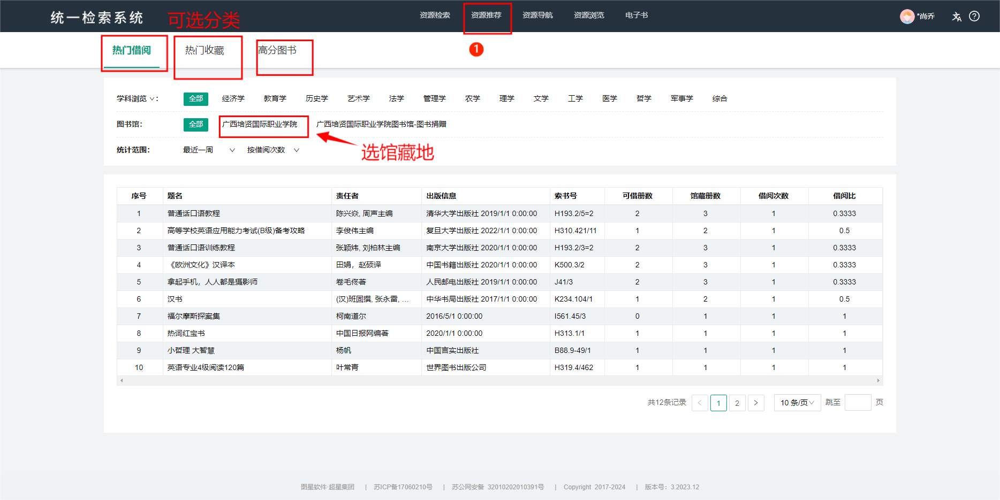 统一检索系统 可选分类 资源检索 资源推荐 资源导航 资源浏览 电子书 *尚乔
热门借阅 热门收藏 高分图书 1
学科浏览： 全部 经济学 教育学 历史学 艺术学 法学 管理学 农学 理学 文学 工学 医学 哲学 军事学 综合
图书馆： 全部 广西培贤国际职业学院 广西培贤国际职业学院图书馆-图书捐赠
统计范围： 最近一周 按借阅次数 选馆藏地
序号 题名 责任者 出版信息 索书号 可借册数 馆藏册数 借阅次数 借阅比
1 普通话口语教程 陈兴焱, 周声主编 清华大学出版社 2019/1/1 0:00:00 H193.2/5=2 2 3 1 0.3333
2 高等学校英语应用能力考试(B级)备考攻略 李俊伟主编 复旦大学出版社 2022/1/1 0:00:00 H310.421/11 1 2 1 0.5
3 普通话口语训练教程 张颖炜, 刘柏林主编 南京大学出版社 2020/1/1 0:00:00 H193.2/3=2 2 3 1 0.3333
4 《欧洲文化》汉译本 田娟，赵硕译 中国书籍出版社 2020/1/1 0:00:00 K500.3/2 2 3 1 0.3333
5 拿起手机，人人都是摄影师 卷毛佟著 人民邮电出版社 2019/1/1 0:00:00 J41/3 2 3 1 0.3333
6 汉书 (汉)班固撰, 张永雷, ... 中华书局出版社 2017/1/1 0:00:00 K234.104/1 1 2 1 0.5
7 福尔摩斯探案集 柯南道尔 2016/5/1 0:00:00 I561.45/3 0 1 1 1
8 热词红宝书 中国日报网编著 2020/1/1 0:00:00 H313.1/1 1 1 1 1
9 小哲理 大智慧 杨帆 中国言实出版社 B88.9-49/1 1 1 1 1
10 英语专业4级阅读120篇 叶常青 世界图书出版公司 H319.4/462 1 1 1 1
共12条记录 < 1 2 > 10 条/页 跳至 页
图星软件·超星集团 | 苏ICP备17060210号 | 苏公网安备 32010202010391号 | Copyright 2017-2024 | 版本号：3.2023.12